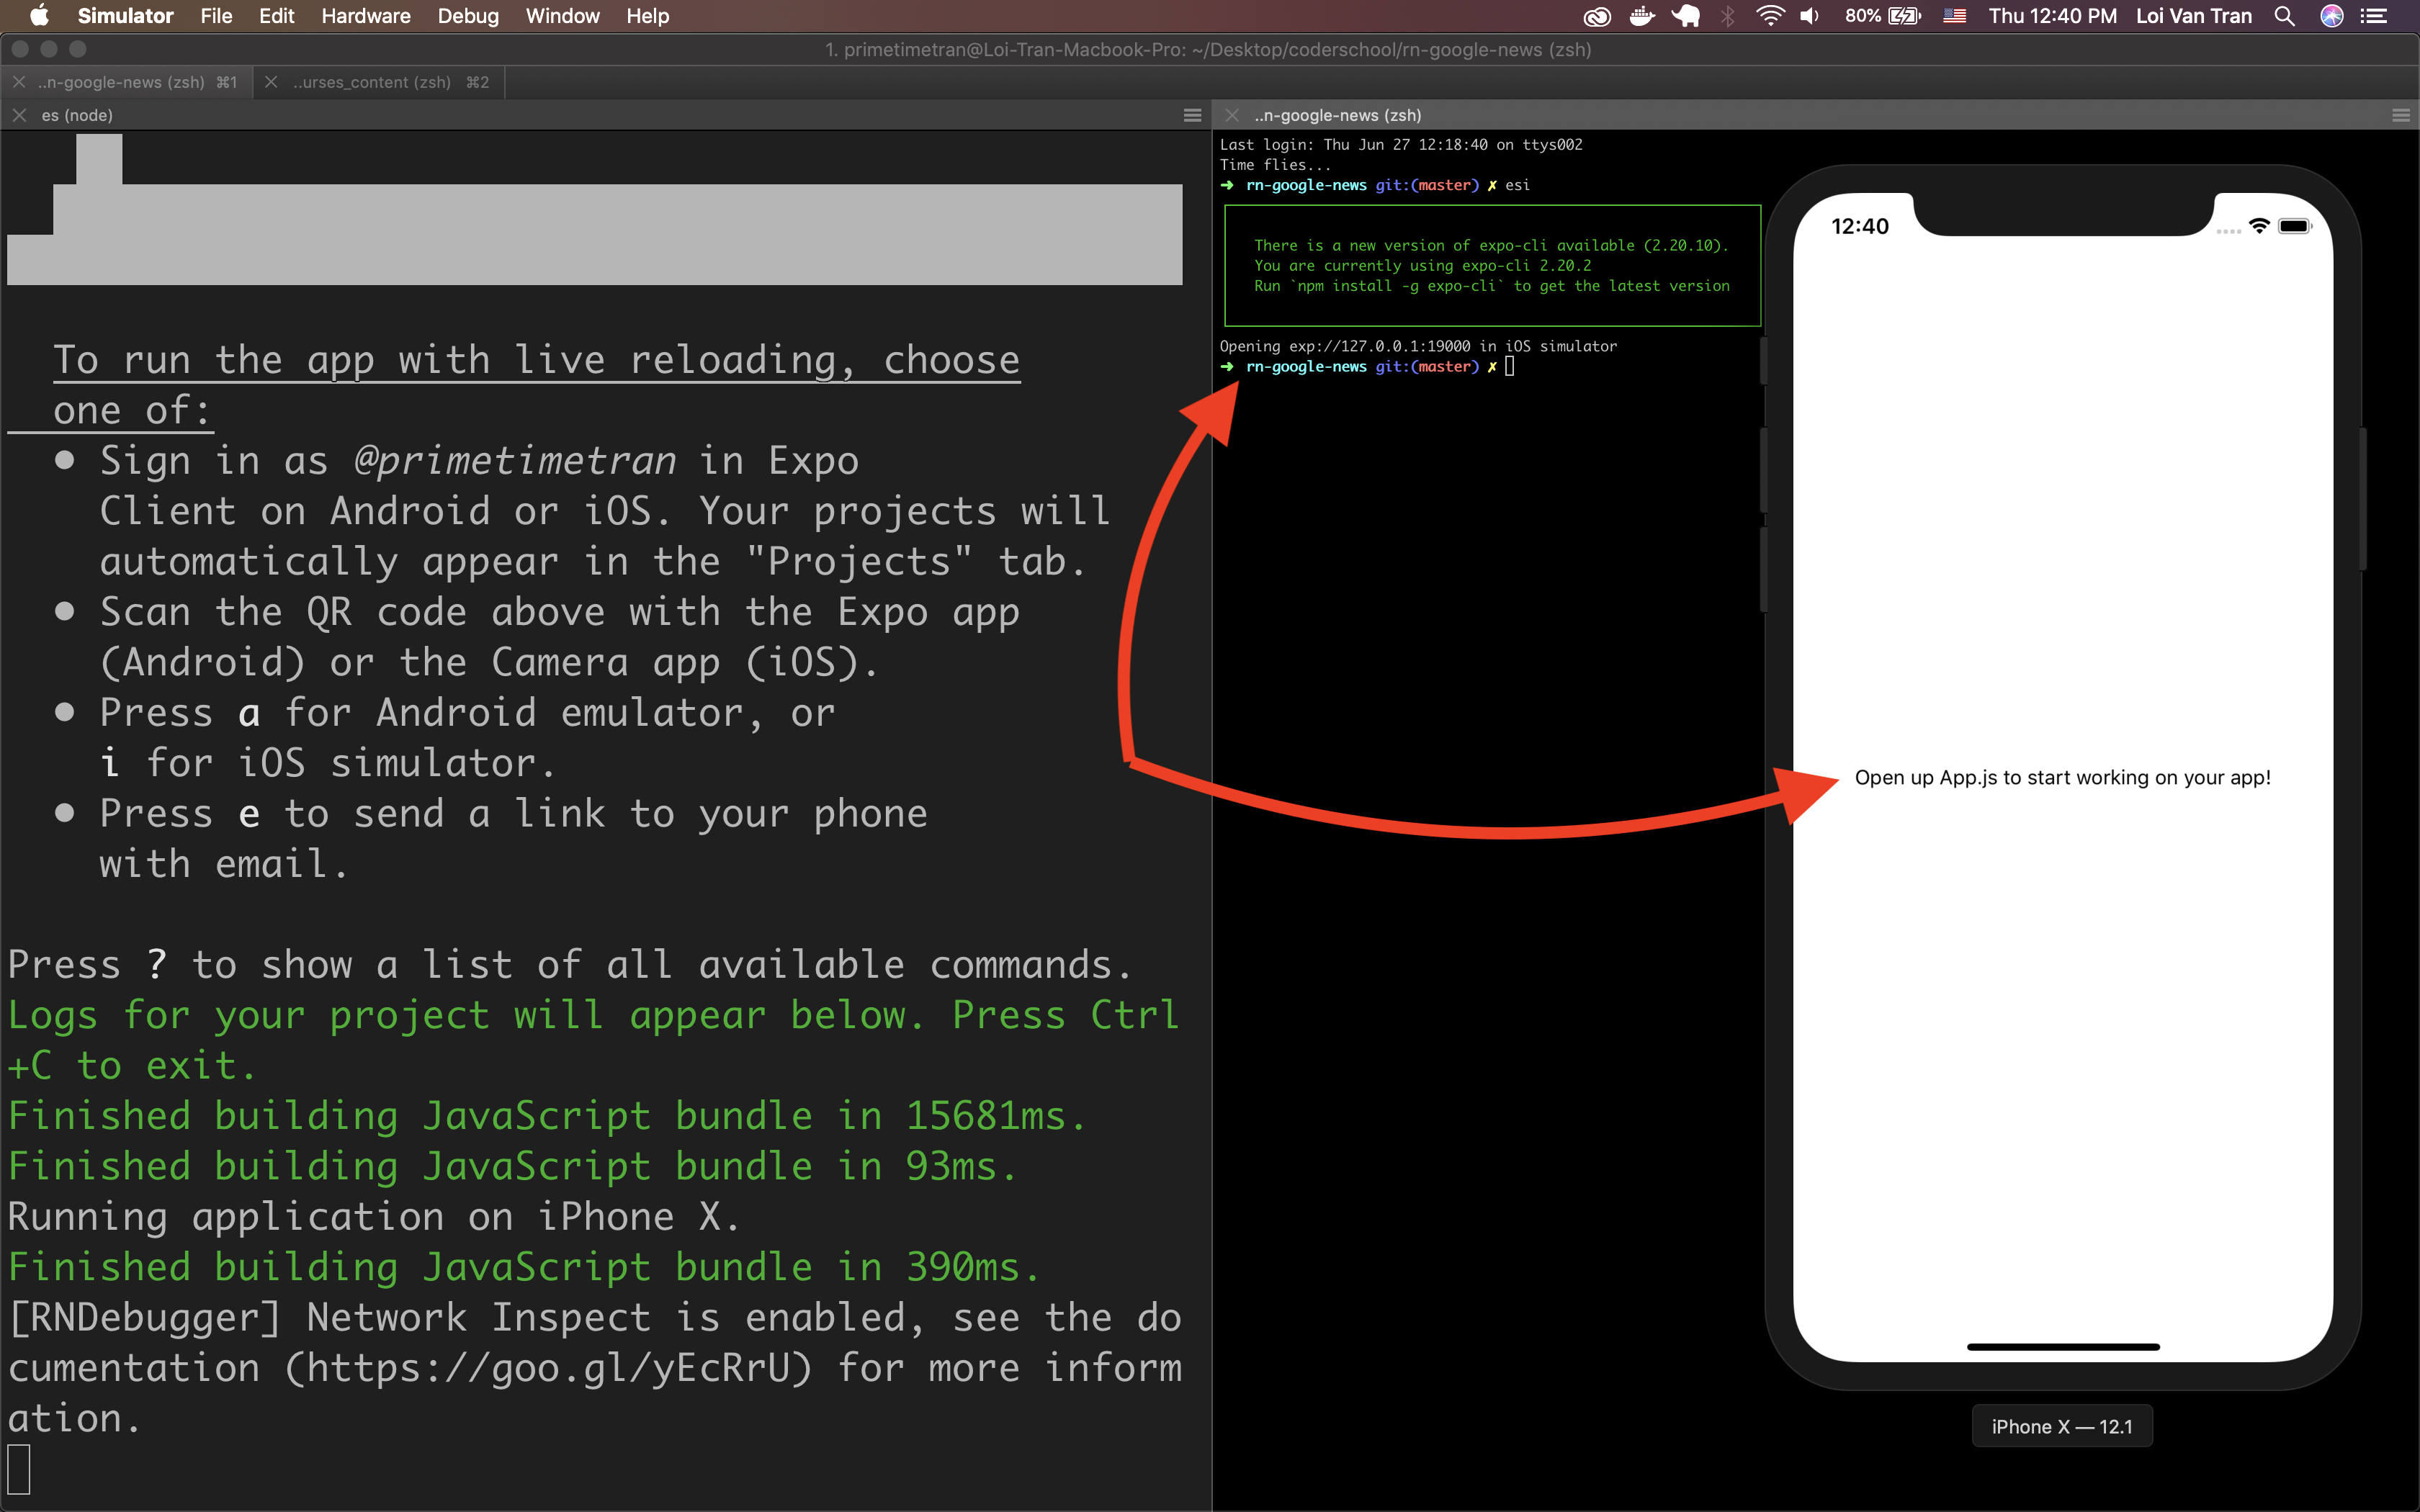 Simulator File Edit Hardware Debug Window Help 80% Thu 12:40 PM Loi Van Tran
1. primetimetran@Loi-Tran-Macbook-Pro: ~/Desktop/coderschool/rn-google-news (zsh)
..n-google-news (zsh) ⌘1 ..urses_content (zsh) ⌘2
es (node)
To run the app with live reloading, choose
one of:
• Sign in as @primetimetran in Expo
Client on Android or iOS. Your projects will
automatically appear in the "Projects" tab.
• Scan the QR code above with the Expo app
(Android) or the Camera app (iOS).
• Press a for Android emulator, or
i for iOS simulator.
• Press e to send a link to your phone
with email.
Press ? to show a list of all available commands.
Logs for your project will appear below. Press Ctrl
+C to exit.
Finished building JavaScript bundle in 15681ms.
Finished building JavaScript bundle in 93ms.
Running application on iPhone X.
Finished building JavaScript bundle in 390ms.
[RNDebugger] Network Inspect is enabled, see the do
cumentation (https://goo.gl/yEcRrU) for more inform
ation.
..n-google-news (zsh)
Last login: Thu Jun 27 12:18:40 on ttys002
Time flies...
➜ rn-google-news git:(master) ✗ esi
There is a new version of expo-cli available (2.20.10).
You are currently using expo-cli 2.20.2
Run `npm install -g expo-cli` to get the latest version
Opening exp://127.0.0.1:19000 in iOS simulator
➜ rn-google-news git:(master) ✗
12:40
Open up App.js to start working on your app!
iPhone X — 12.1